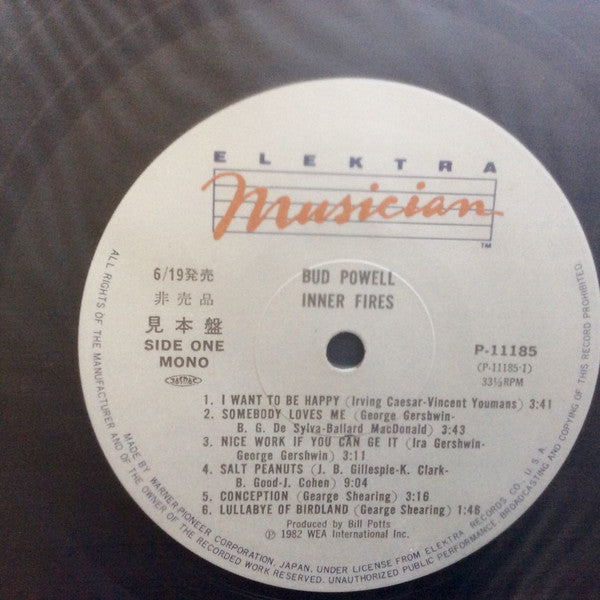 ELEKTRA
Musician
TM
6/19発売
非売品
見本盤
SIDE ONE
MONO
BUD POWELL
INNER FIRES
P-11185
(P-11185-1)
33⅓RPM
1. I WANT TO BE HAPPY (Irving Caesar-Vincent Youmans) 3:41
2. SOMEBODY LOVES ME (George Gershwin-
B. G. De Sylva-Ballard MacDonald) 3:43
3. NICE WORK IF YOU CAN GE IT (Ira Gershwin-
George Gershwin) 3:11
4. SALT PEANUTS (J. B. Gillespie-K. Clark-
B. Good-J. Cohen) 9:04
5. CONCEPTION (George Shearing) 3:16
6. LULLABYE OF BIRDLAND (George Shearing) 1:46
Produced by Bill Potts
Ⓟ 1982 WEA International Inc.
MADE BY WARNER-PIONEER CORPORATION, JAPAN, UNDER LICENSE FROM ELEKTRA RECORDS CO. U.S.A.
ALL RIGHTS OF THE MANUFACTURER AND OF THE OWNER OF THE RECORDED WORK RESERVED. UNAUTHORIZED PUBLIC PERFORMANCE, BROADCASTING AND COPYING OF THIS RECORD PROHIBITED.